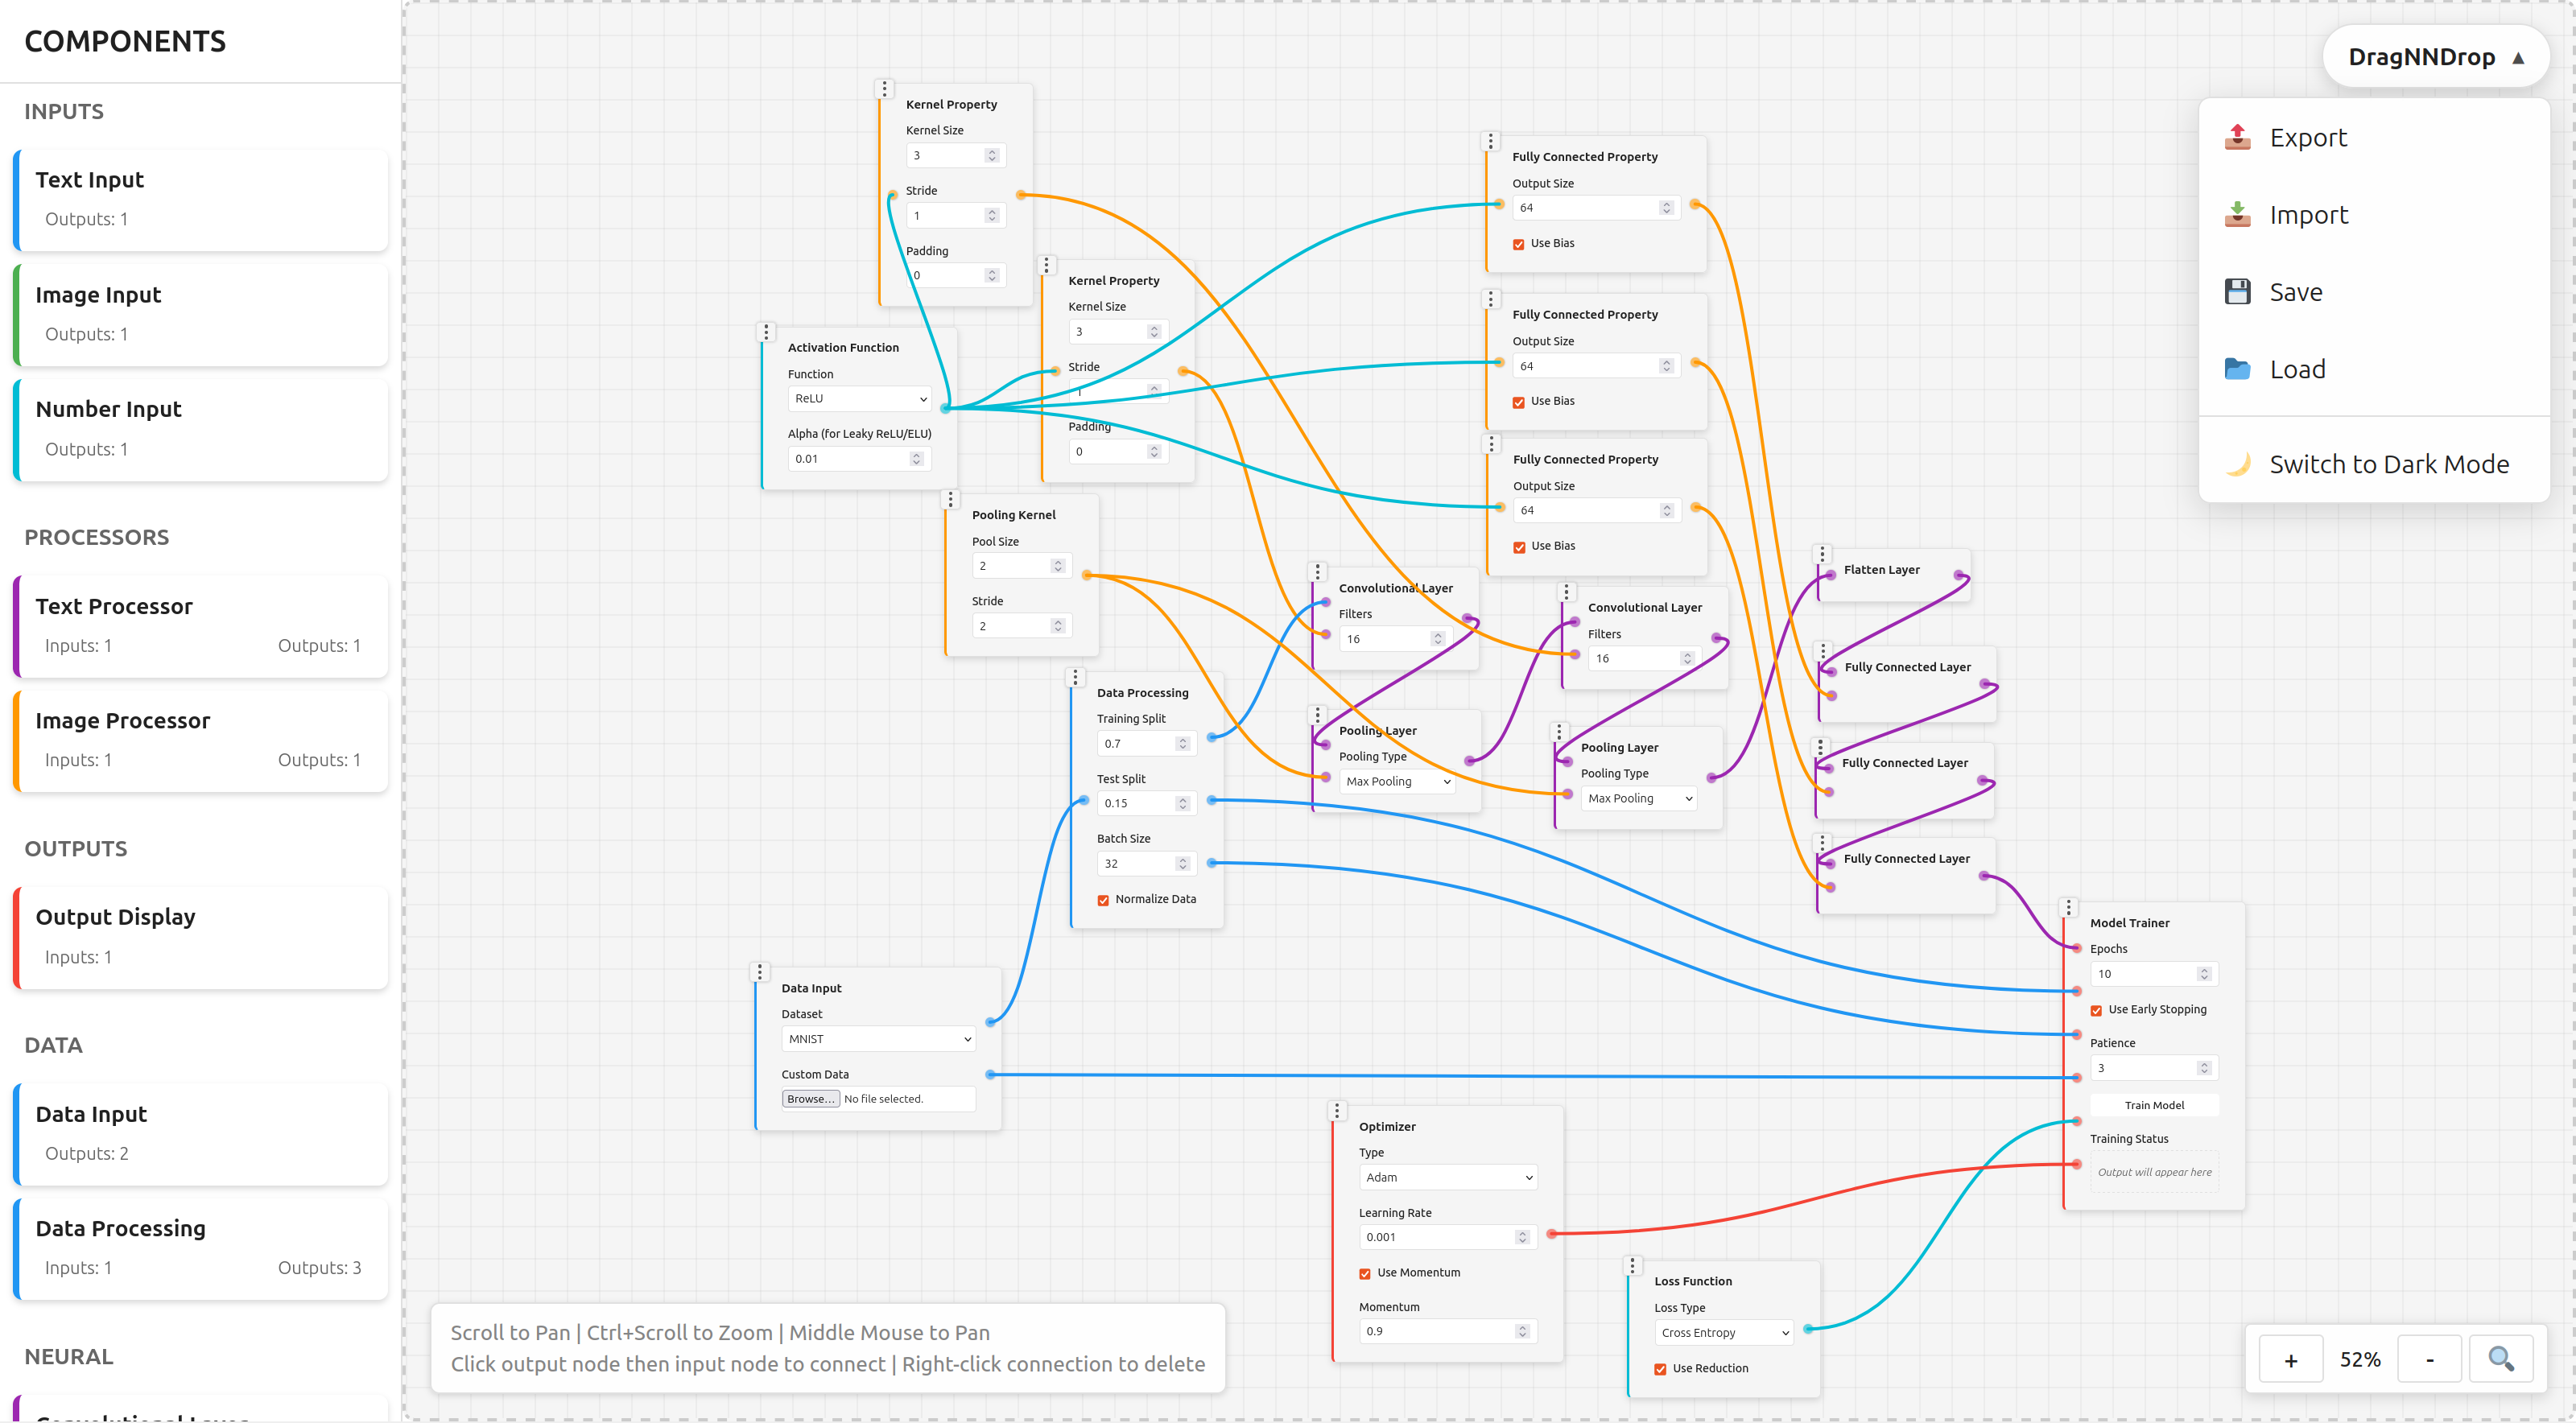 COMPONENTS
INPUTS
Text Input
Outputs: 1
Image Input
Outputs: 1
Number Input
Outputs: 1
PROCESSORS
Text Processor
Inputs: 1 Outputs: 1
Image Processor
Inputs: 1 Outputs: 1
OUTPUTS
Output Display
Inputs: 1
DATA
Data Input
Outputs: 2
Data Processing
Inputs: 1 Outputs: 3
NEURAL
Kernel Property
Kernel Size
3
Stride
1
Padding
0
Kernel Property
Kernel Size
3
Stride
1
Padding
0
Activation Function
Function
ReLU
Alpha (for Leaky ReLU/ELU)
0.01
Pooling Kernel
Pool Size
2
Stride
2
Data Processing
Training Split
0.7
Test Split
0.15
Batch Size
32
Normalize Data
Data Input
Dataset
MNIST
Custom Data
Browse... No file selected.
Fully Connected Property
Output Size
64
Use Bias
Fully Connected Property
Output Size
64
Use Bias
Fully Connected Property
Output Size
64
Use Bias
Convolutional Layer
Filters
16
Convolutional Layer
Filters
16
Pooling Layer
Pooling Type
Max Pooling
Pooling Layer
Pooling Type
Max Pooling
Flatten Layer
Fully Connected Layer
Fully Connected Layer
Fully Connected Layer
Model Trainer
Epochs
10
Use Early Stopping
Patience
3
Train Model
Training Status
Output will appear here
Optimizer
Type
Adam
Learning Rate
0.001
Use Momentum
Momentum
0.9
Loss Function
Loss Type
Cross Entropy
Use Reduction
DragNNDrop ▲
Export
Import
Save
Load
Switch to Dark Mode
Scroll to Pan | Ctrl+Scroll to Zoom | Middle Mouse to Pan
Click output node then input node to connect | Right-click connection to delete
+ 52% -